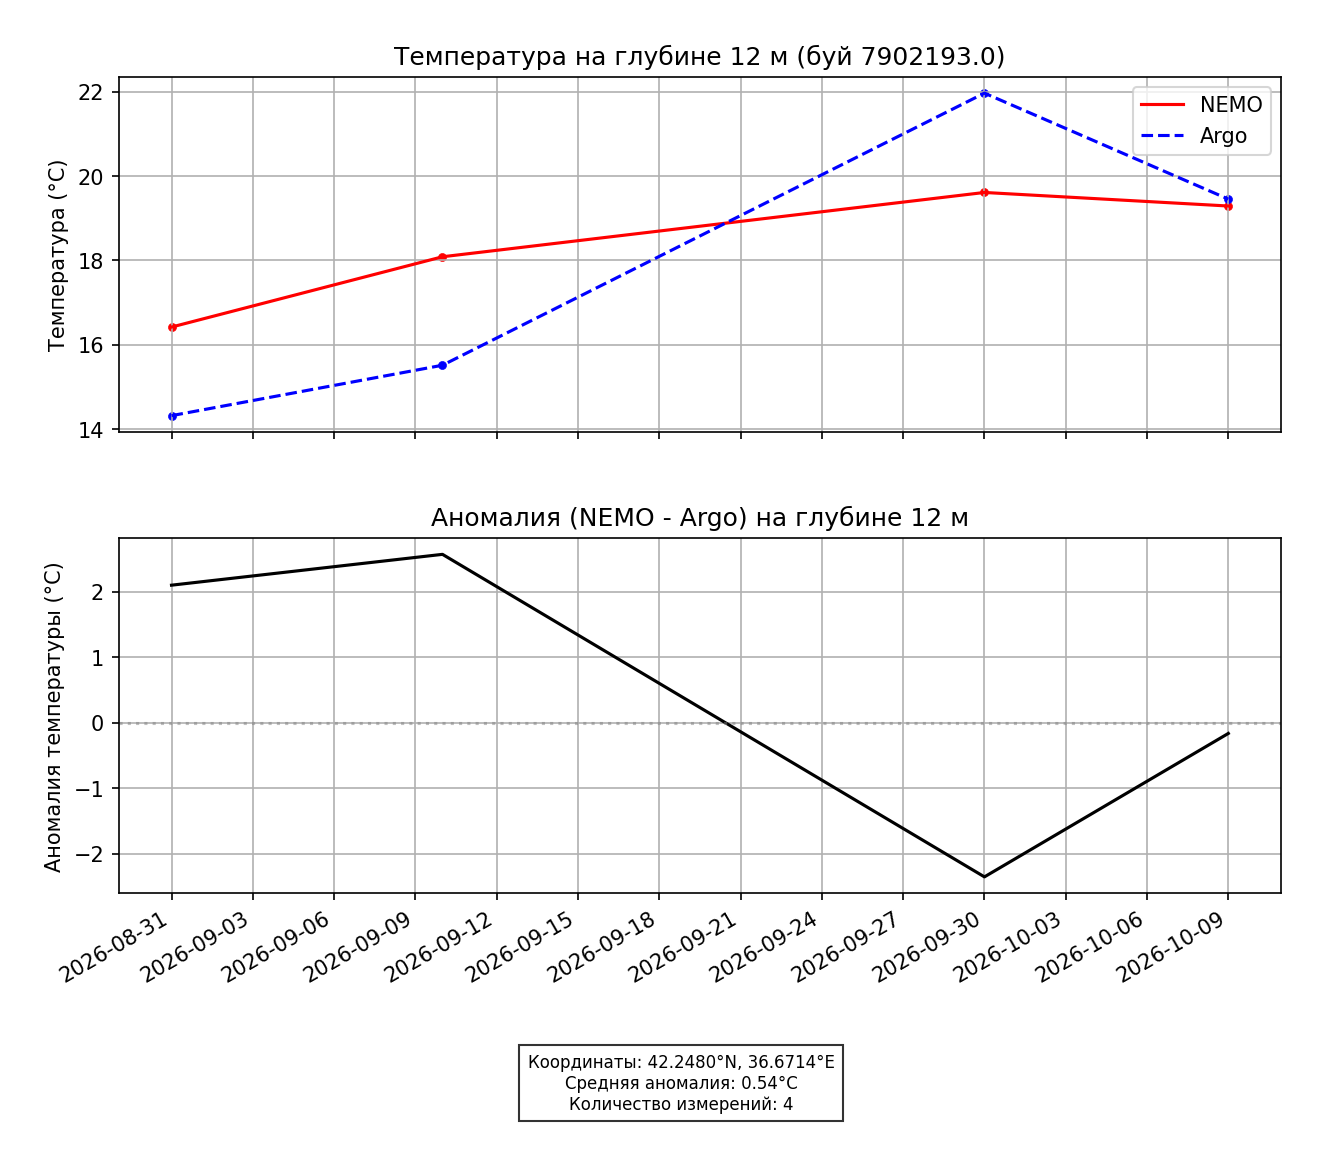 Температура на глубине 12 м (буй 7902193.0)
Температура (°C)
22
20
18
16
14
NEMO
Argo
Аномалия (NEMO - Argo) на глубине 12 м
Аномалия температуры (°C)
2
1
0
−1
−2
2026-08-31
2026-09-03
2026-09-06
2026-09-09
2026-09-12
2026-09-15
2026-09-18
2026-09-21
2026-09-24
2026-09-27
2026-09-30
2026-10-03
2026-10-06
2026-10-09
Координаты: 42.2480°N, 36.6714°E
Средняя аномалия: 0.54°C
Количество измерений: 4